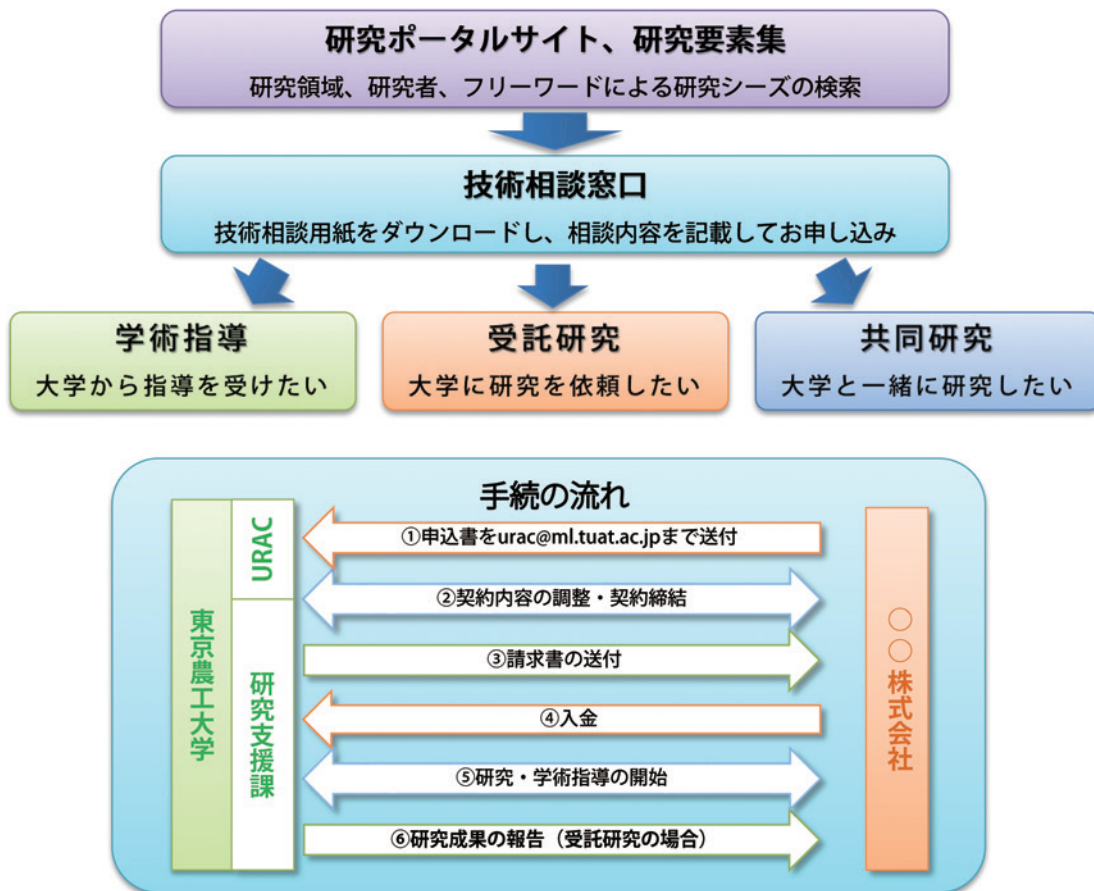 研究ポータルサイト、研究要素集
研究領域、研究者、フリーワードによる研究シーズの検索
技術相談窓口
技術相談用紙をダウンロードし、相談内容を記載してお申し込み
学術指導
大学から指導を受けたい
受託研究
大学に研究を依頼したい
共同研究
大学と一緒に研究したい
手続の流れ
東京農工大学
URAC
研究支援課
①申込書をurac@ml.tuat.ac.jpまで送付
②契約内容の調整・契約締結
③請求書の送付
④入金
⑤研究・学術指導の開始
⑥研究成果の報告（受託研究の場合）
○○株式会社